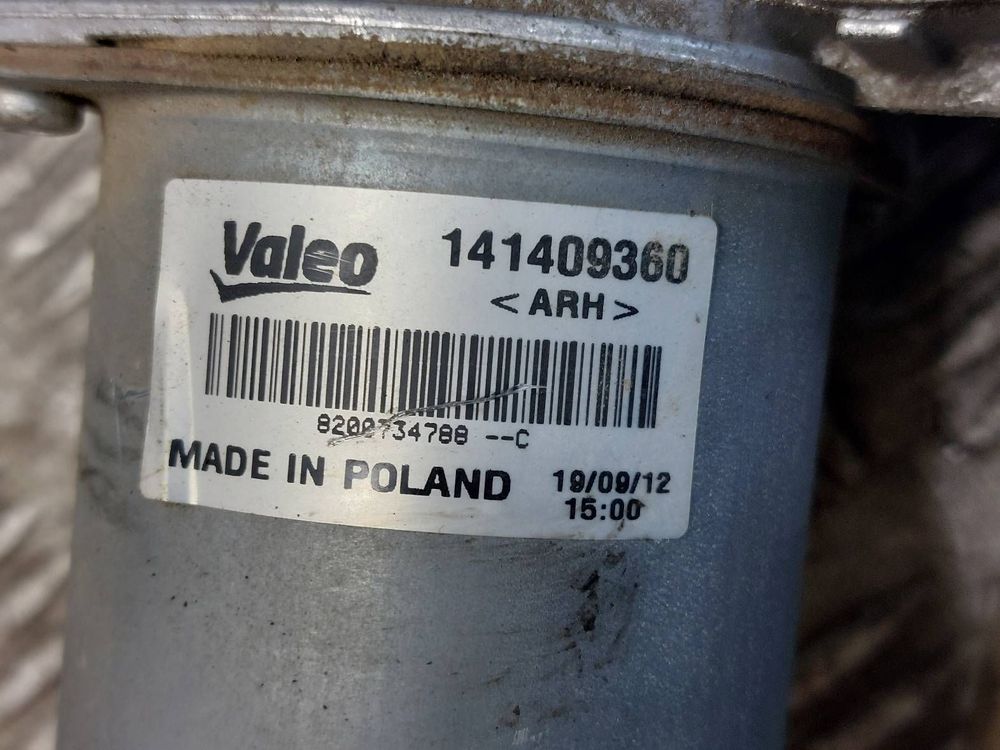 Valeo 141409360
<ARH>
8200734788 --C
MADE IN POLAND 19/09/12
15:00